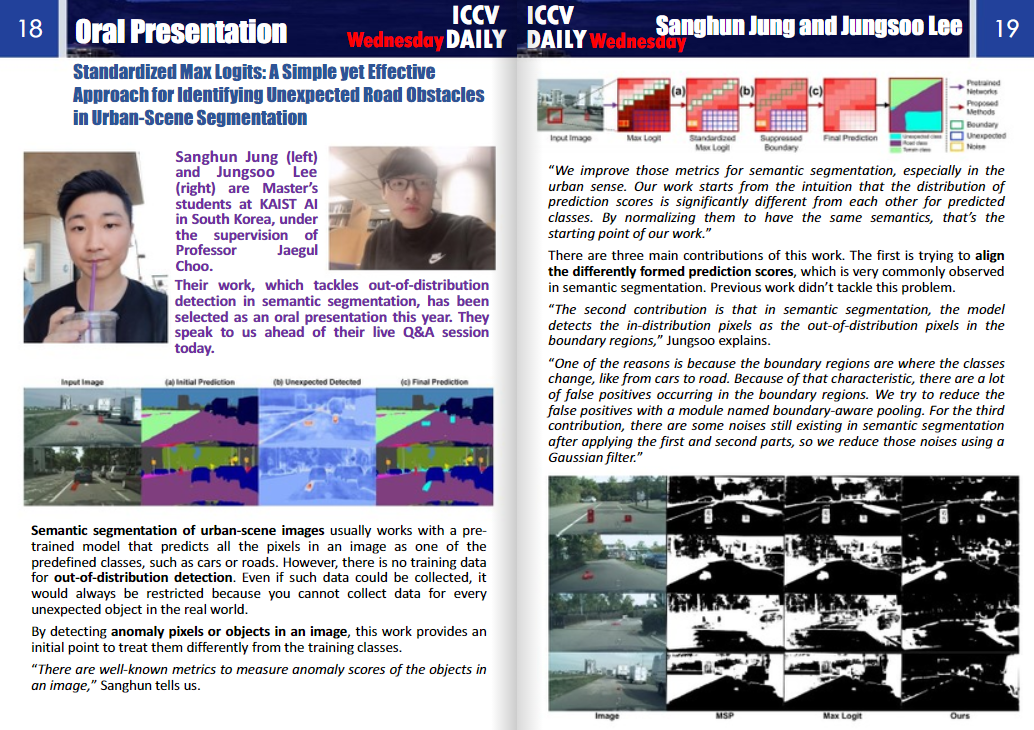 18
Oral Presentation
Wednesday
ICCV
DAILY
Standardized Max Logits: A Simple yet Effective
Approach for Identifying Unexpected Road Obstacles
in Urban-Scene Segmentation
Sanghun Jung (left)
and Jungsoo Lee
(right) are Master's
students at KAIST AI
in South Korea, under
the supervision of
Professor Jaegul
Choo.
Their work, which tackles out-of-distribution
detection in semantic segmentation, has been
selected as an oral presentation this year. They
speak to us ahead of their live Q&A session
today.
Input Image (a) Initial Prediction (b) Unexpected Detected (c) Final Prediction
Semantic segmentation of urban-scene images usually works with a pre-
trained model that predicts all the pixels in an image as one of the
predefined classes, such as cars or roads. However, there is no training data
for out-of-distribution detection. Even if such data could be collected, it
would always be restricted because you cannot collect data for every
unexpected object in the real world.
By detecting anomaly pixels or objects in an image, this work provides an
initial point to treat them differently from the training classes.
“There are well-known metrics to measure anomaly scores of the objects in
an image,” Sanghun tells us.
ICCV
DAILY
Wednesday
Sanghun Jung and Jungsoo Lee
19
(a) (b) (c)
Input Image
Max Logit
Standardized
Max Logit
Suppressed
Boundary
Final Prediction
Unexpected class
Road class
Terrain class
Pretrained
Networks
Proposed
Methods
Boundary
Unexpected
Noise
“We improve those metrics for semantic segmentation, especially in the
urban sense. Our work starts from the intuition that the distribution of
prediction scores is significantly different from each other for predicted
classes. By normalizing them to have the same semantics, that’s the
starting point of our work.”
There are three main contributions of this work. The first is trying to align
the differently formed prediction scores, which is very commonly observed
in semantic segmentation. Previous work didn’t tackle this problem.
“The second contribution is that in semantic segmentation, the model
detects the in-distribution pixels as the out-of-distribution pixels in the
boundary regions,” Jungsoo explains.
“One of the reasons is because the boundary regions are where the classes
change, like from cars to road. Because of that characteristic, there are a lot
of false positives occurring in the boundary regions. We try to reduce the
false positives with a module named boundary-aware pooling. For the third
contribution, there are some noises still existing in semantic segmentation
after applying the first and second parts, so we reduce those noises using a
Gaussian filter.”
Image MSP Max Logit Ours